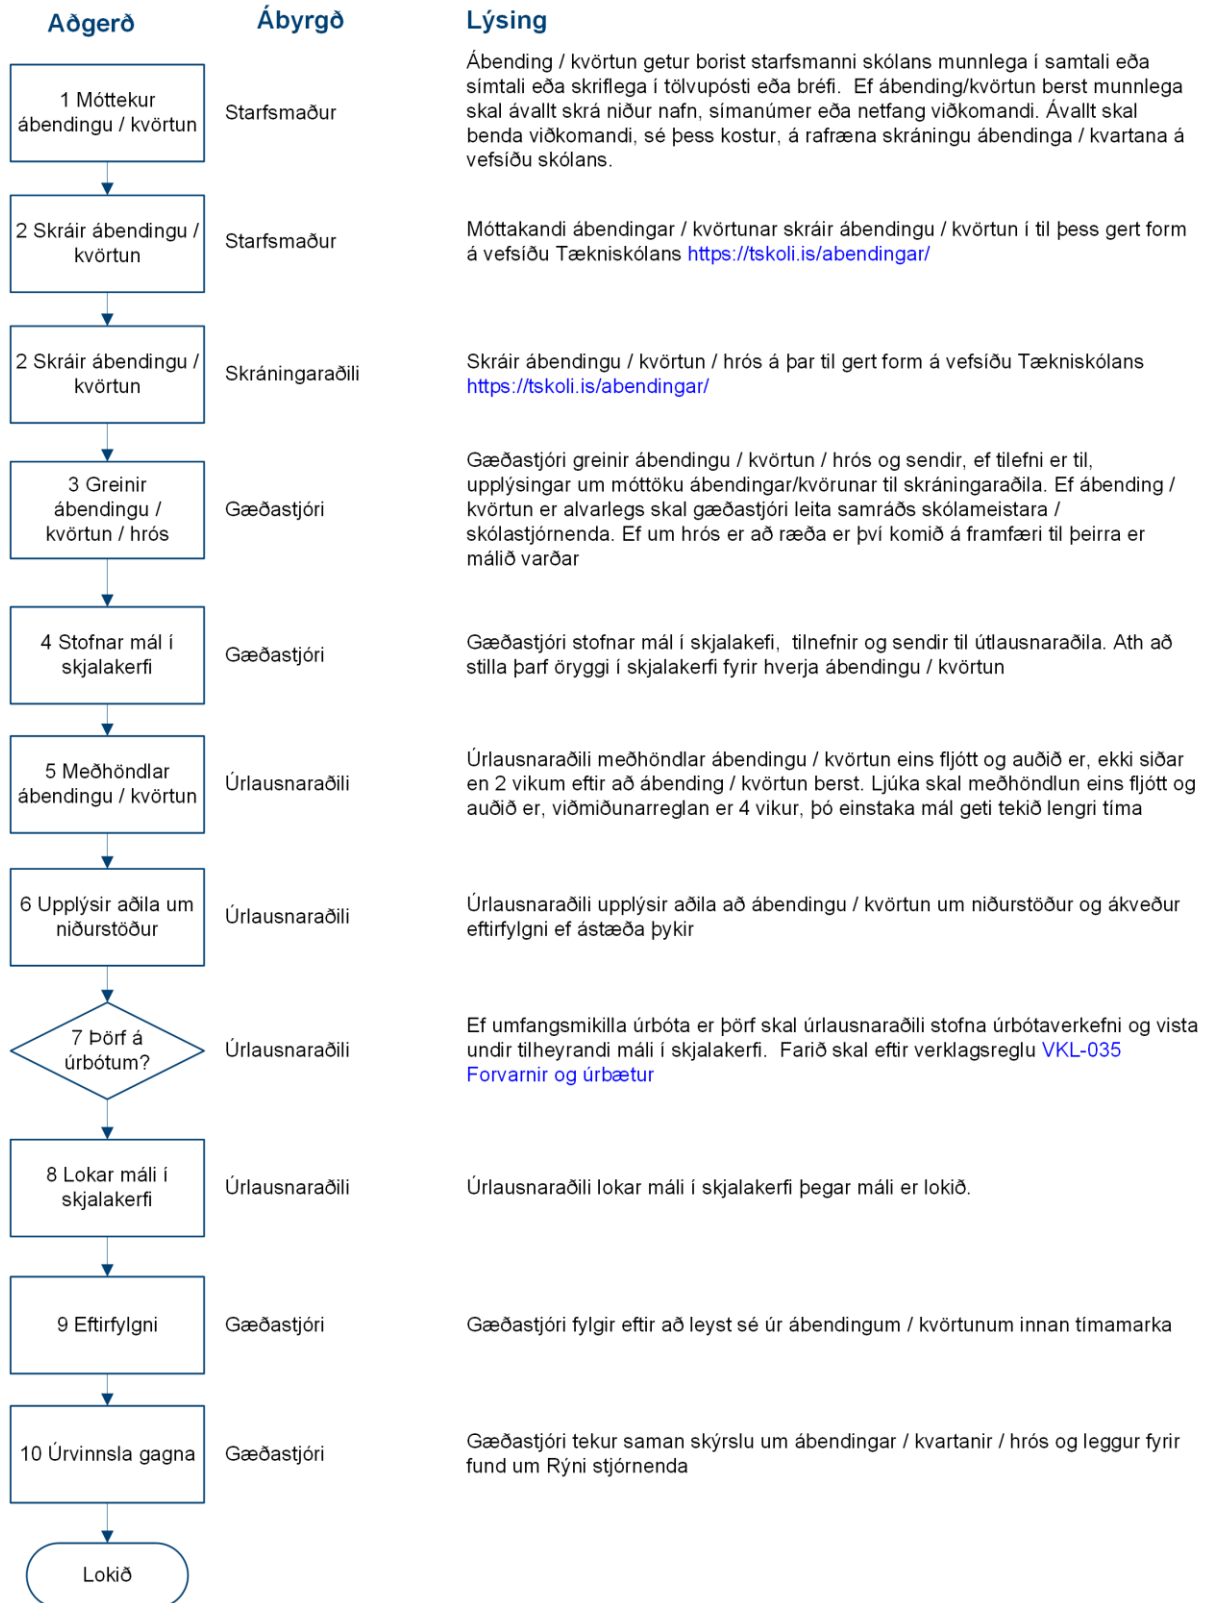 Aðgerð
Ábyrgð
Lýsing
1 Móttekur
ábendingu / kvörtun
Starfsmaður
Ábending / kvörtun getur borist starfsmanni skólans munnlega í samtali eða
símtali eða skriflega í tölvupósti eða bréfi.  Ef ábending/kvörtun berst munnlega
skal ávallt skrá niður nafn, símanúmer eða netfang viðkomandi. Ávallt skal
benda viðkomandi, sé þess kostur, á rafræna skráningu ábendinga / kvartana á
vefsíðu skólans.
2 Skráir ábendingu /
kvörtun
Starfsmaður
Móttakandi ábendingar / kvörtunar skráir ábendingu / kvörtun í til þess gert form
á vefsíðu Tækniskólans https://tskoli.is/abendingar/
2 Skráir ábendingu /
kvörtun
Skráningaraðili
Skráir ábendingu / kvörtun / hrós á þar til gert form á vefsíðu Tækniskólans
https://tskoli.is/abendingar/
3 Greinir
ábendingu /
kvörtun / hrós
Gæðastjóri
Gæðastjóri greinir ábendingu / kvörtun / hrós og sendir, ef tilefni er til,
upplýsingar um móttöku ábendingar/kvörunar til skráningaraðila. Ef ábending /
kvörtun er alvarlegs skal gæðastjóri leita samráðs skólameistara /
skólastjórnenda. Ef um hrós er að ræða er því komið á framfæri til þeirra er
málið varðar
4 Stofnar mál í
skjalakerfi
Gæðastjóri
Gæðastjóri stofnar mál í skjalakefi,  tilnefnir og sendir til útlausnaraðila. Ath að
stilla þarf öryggi í skjalakerfi fyrir hverja ábendingu / kvörtun
5 Meðhöndlar
ábendingu / kvörtun
Úrlausnaraðili
Úrlausnaraðili meðhöndlar ábendingu / kvörtun eins fljótt og auðið er, ekki siðar
en 2 vikum eftir að ábending / kvörtun berst. Ljúka skal meðhöndlun eins fljótt og
auðið er, viðmiðunarreglan er 4 vikur, þó einstaka mál geti tekið lengri tíma
6 Upplýsir aðila um
niðurstöður
Úrlausnaraðili
Úrlausnaraðili upplýsir aðila að ábendingu / kvörtun um niðurstöður og ákveður
eftirfylgni ef ástæða þykir
7 Þörf á
úrbótum?
Úrlausnaraðili
Ef umfangsmikilla úrbóta er þörf skal úrlausnaraðili stofna úrbótaverkefni og vista
undir tilheyrandi máli í skjalakerfi.  Farið skal eftir verklagsreglu VKL-035
Forvarnir og úrbætur
8 Lokar máli í
skjalakerfi
Úrlausnaraðili
Úrlausnaraðili lokar máli í skjalakerfi þegar máli er lokið.
9 Eftirfylgni
Gæðastjóri
Gæðastjóri fylgir eftir að leyst sé úr ábendingum / kvörtunum innan tímamarka
10 Úrvinnsla gagna
Gæðastjóri
Gæðastjóri tekur saman skýrslu um ábendingar / kvartanir / hrós og leggur fyrir
fund um Rýni stjórnenda
Lokið